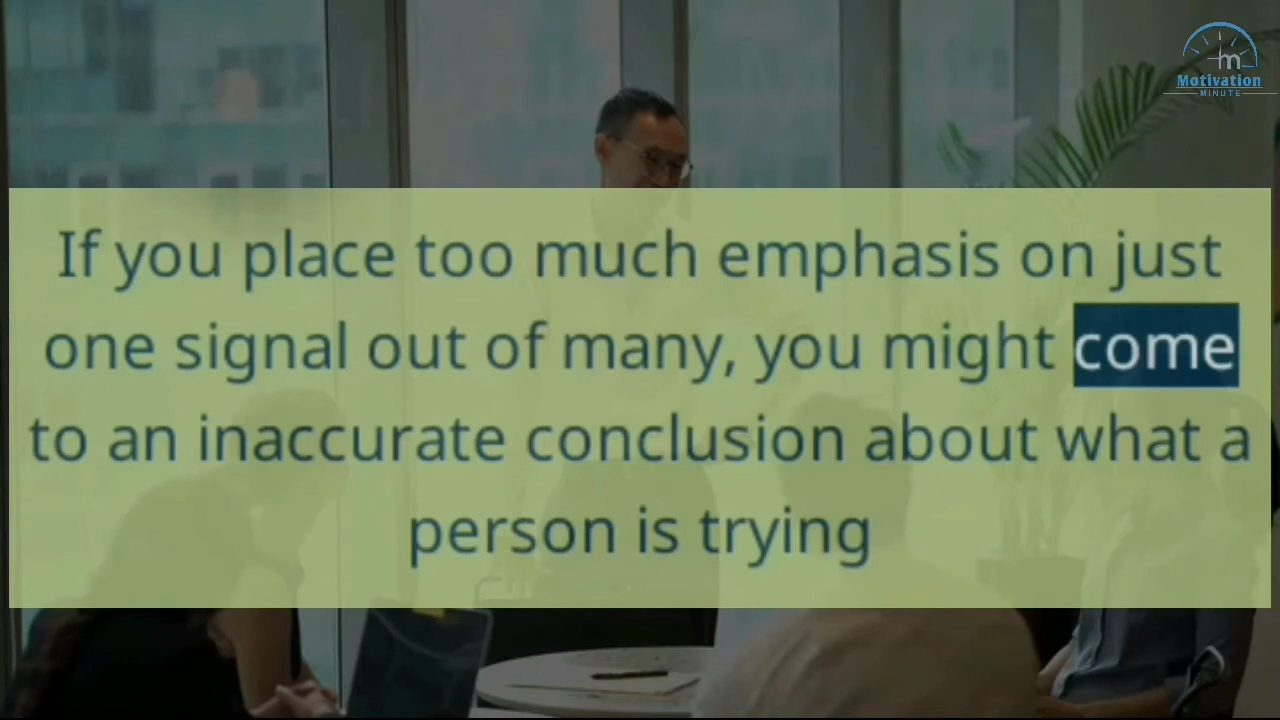 m
Motivation
MINUTE
If you place too much emphasis on just
one signal out of many, you might come
to an inaccurate conclusion about what a
person is trying